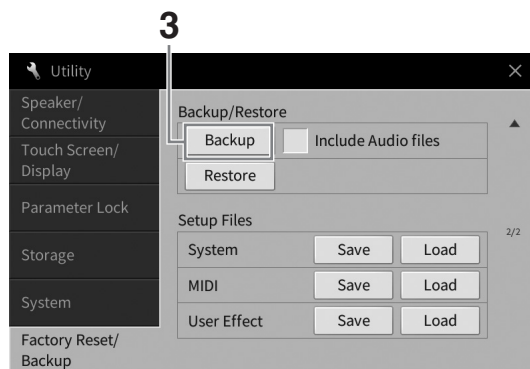 3
Utility
Speaker/
Connectivity
Touch Screen/
Display
Parameter Lock
Storage
System
Factory Reset/
Backup
Backup/Restore
Backup
Include Audio files
Restore
2/2
Setup Files
System Save Load
MIDI Save Load
User Effect Save Load